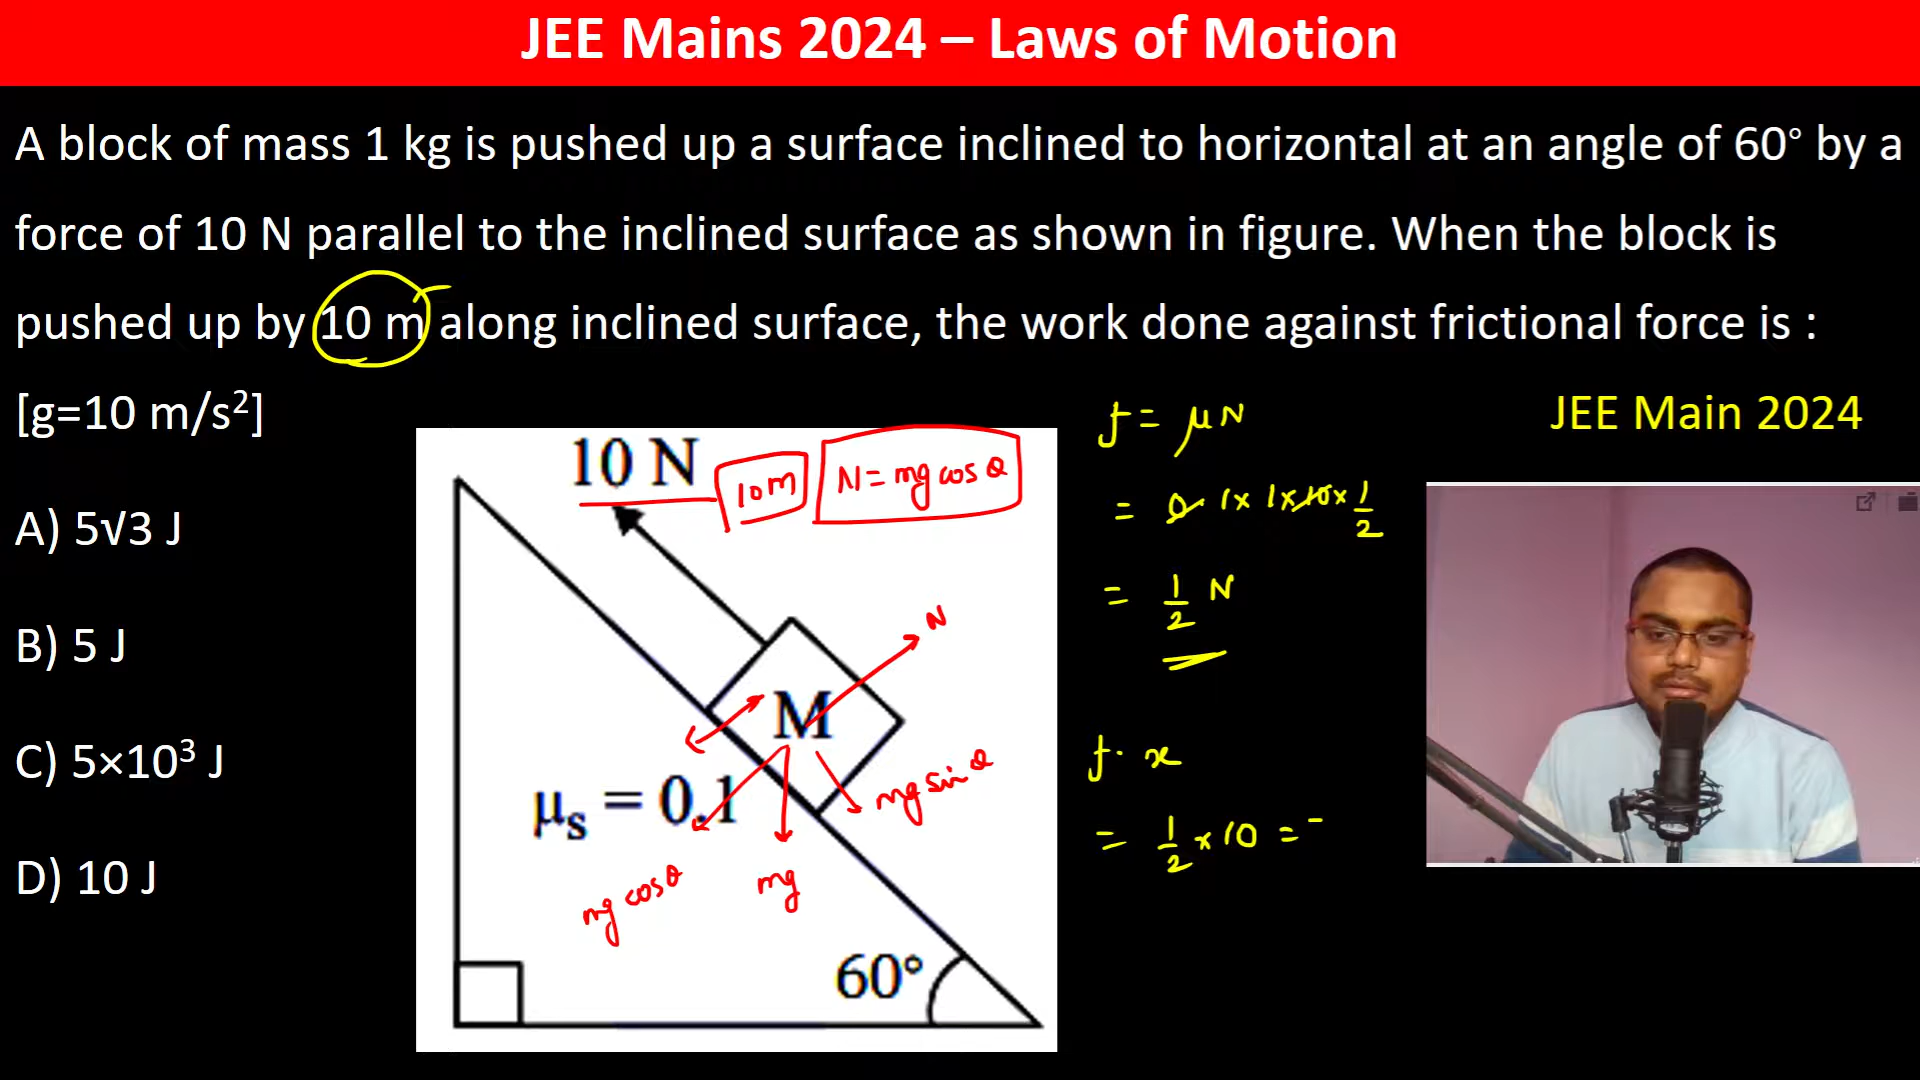 JEE Mains 2024 – Laws of Motion
A block of mass 1 kg is pushed up a surface inclined to horizontal at an angle of 60° by a
force of 10 N parallel to the inclined surface as shown in figure. When the block is
pushed up by 10 m along inclined surface, the work done against frictional force is :
[g=10 m/s²]
JEE Main 2024
A) 5√3 J
B) 5 J
C) 5×10³ J
D) 10 J
10 N
10m
N = mg cos θ
N
M
μs = 0.1
mg sin θ
mg cos θ
mg
60°
f = μN
= 0.1 × 1 × 10 × 1/2
= 1/2 N
f · x
= 1/2 × 10 =